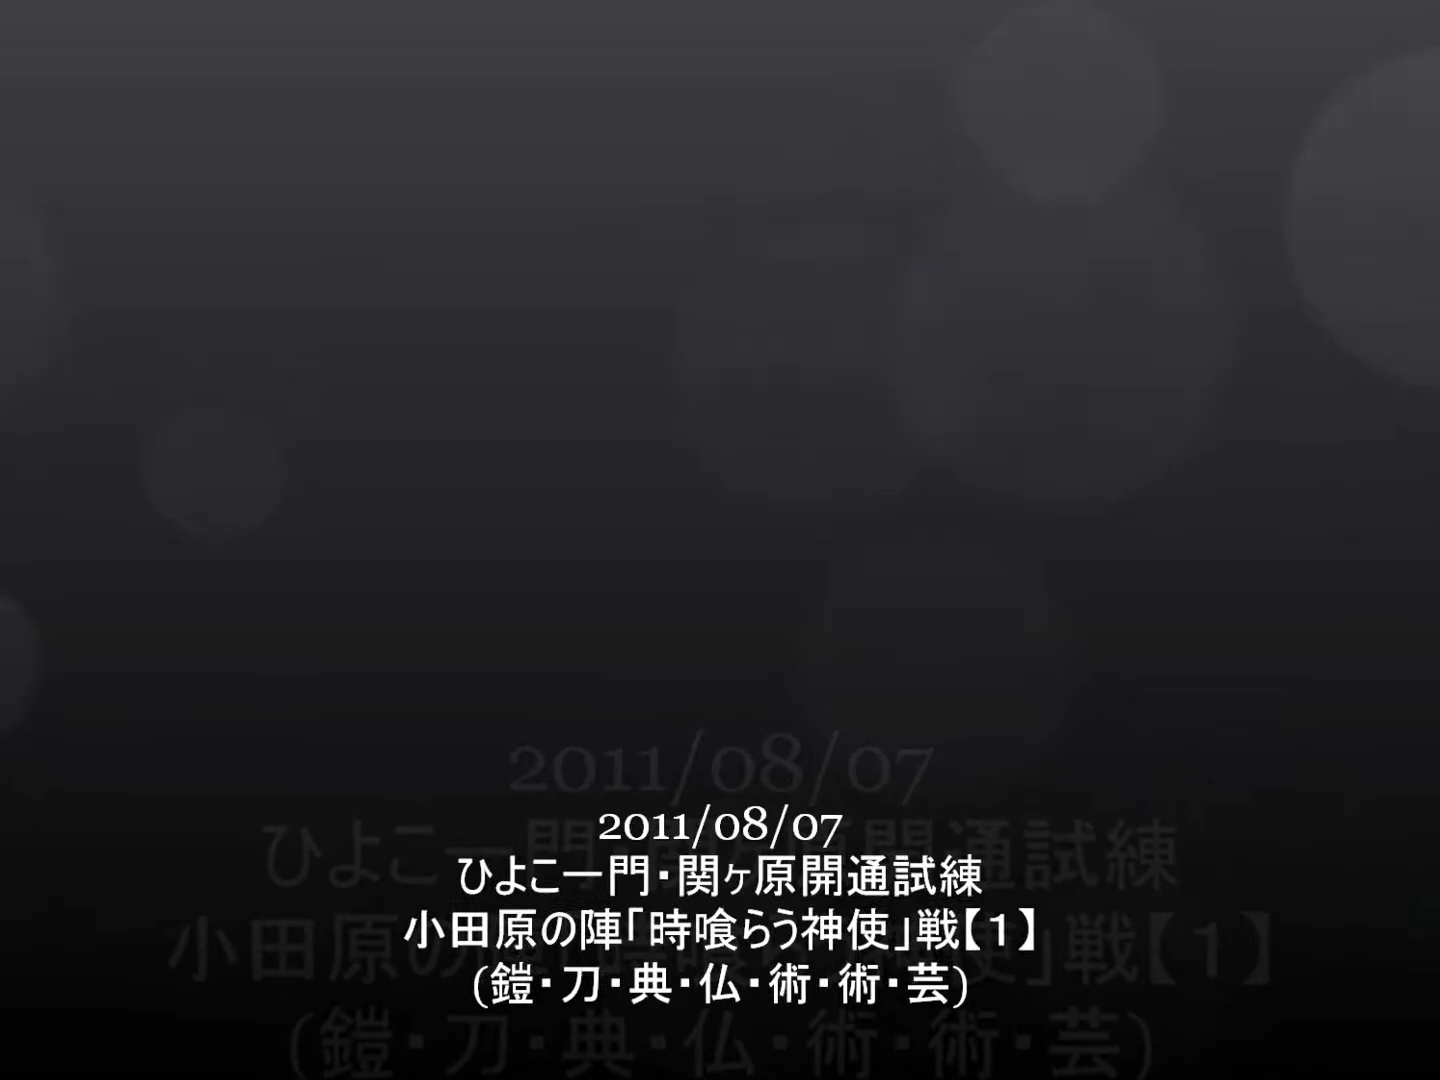 2011/08/07
ひよこ一門・関ヶ原開通試練
小田原の陣「時喰らう神使」戦【１】
(鎧・刀・典・仏・術・術・芸)